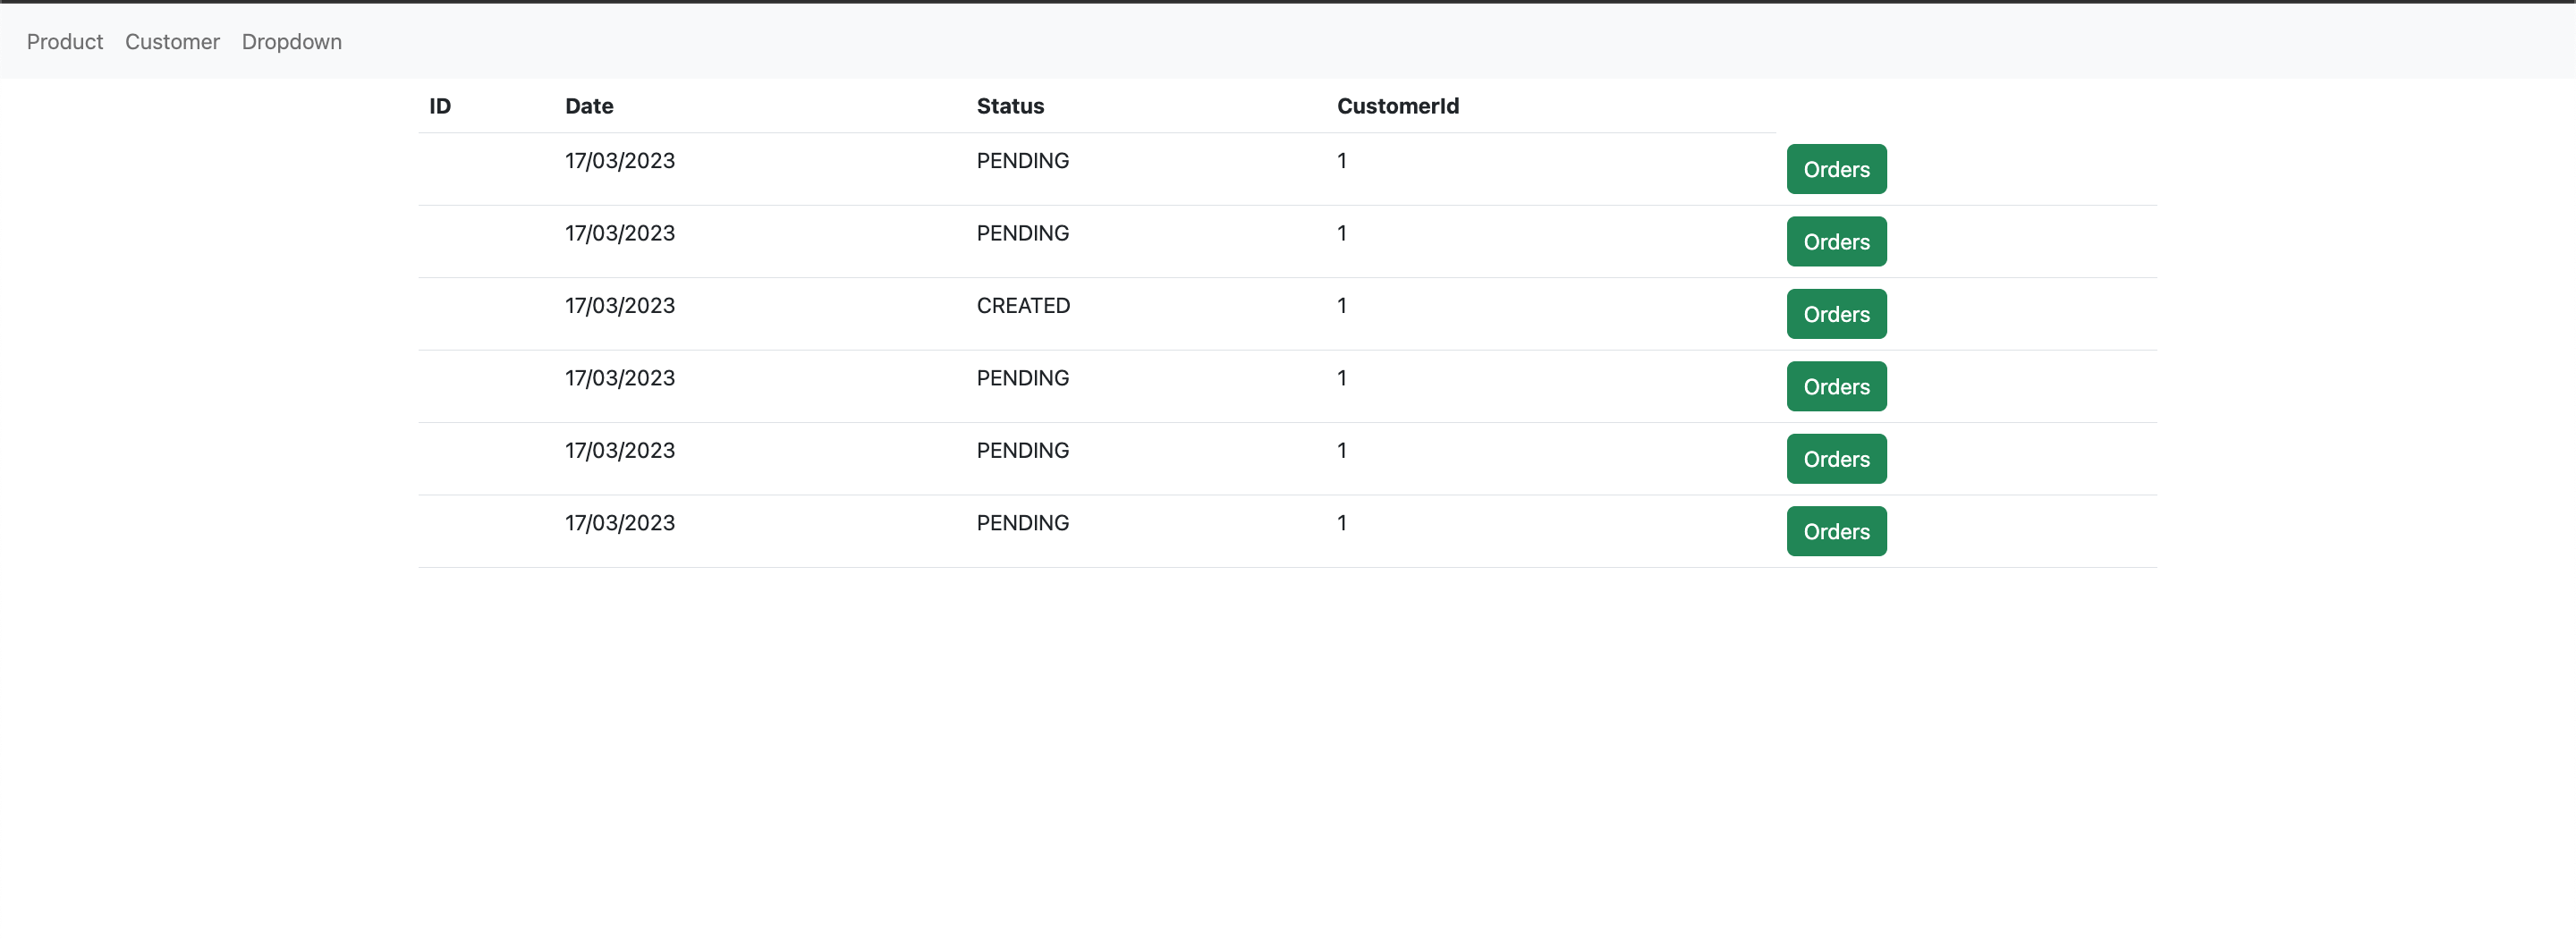 Product Customer Dropdown
ID Date Status CustomerId
17/03/2023 PENDING 1 Orders
17/03/2023 PENDING 1 Orders
17/03/2023 CREATED 1 Orders
17/03/2023 PENDING 1 Orders
17/03/2023 PENDING 1 Orders
17/03/2023 PENDING 1 Orders